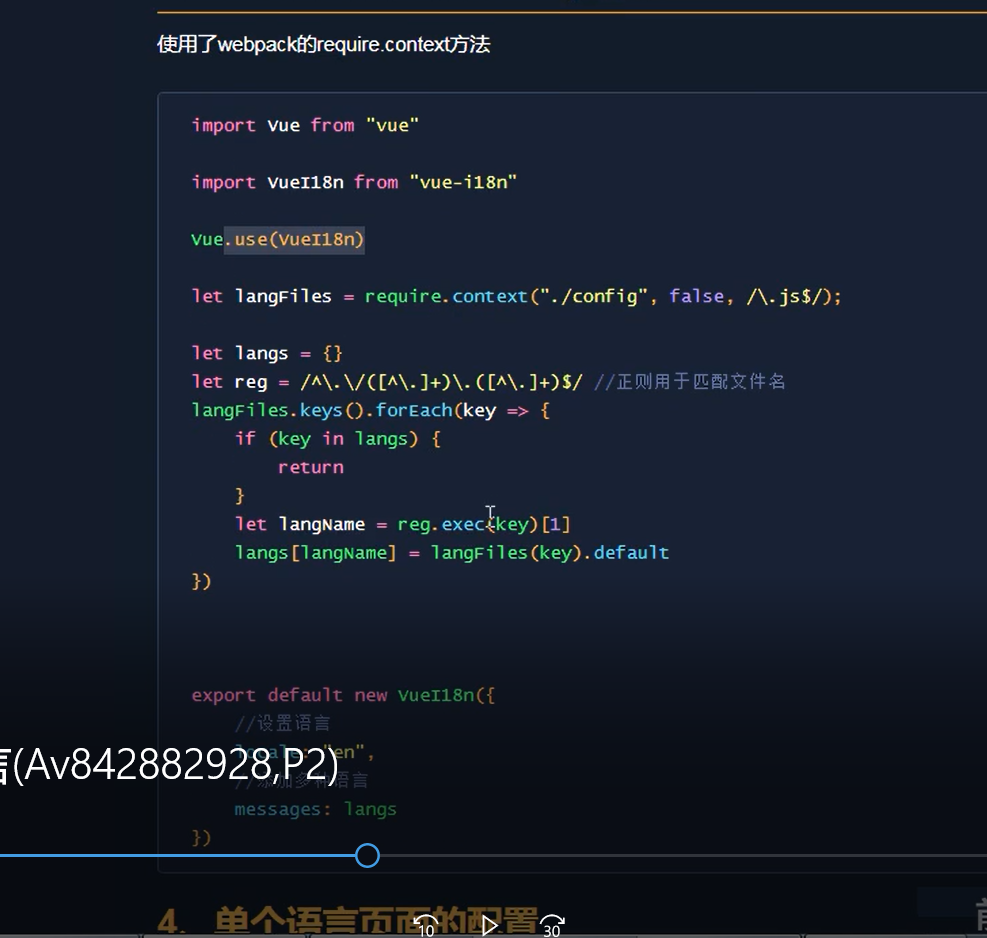 使用了webpack的require.context方法
import Vue from "vue"
import VueI18n from "vue-i18n"
Vue.use(VueI18n)
let langFiles = require.context("./config", false, /\.js$/);
let langs = {}
let reg = /^\.\/([^\.]+)\.([^\.]+)$/ //正则用于匹配文件名
langFiles.keys().forEach(key => {
if (key in langs) {
return
}
let langName = reg.exec(key)[1]
langs[langName] = langFiles(key).default
})
export default new VueI18n({
//设置语言
locale: "en",
言(Av842882928,P2)
//添加多种语言
messages: langs
})
4. 单个语言页面的配置
10
30